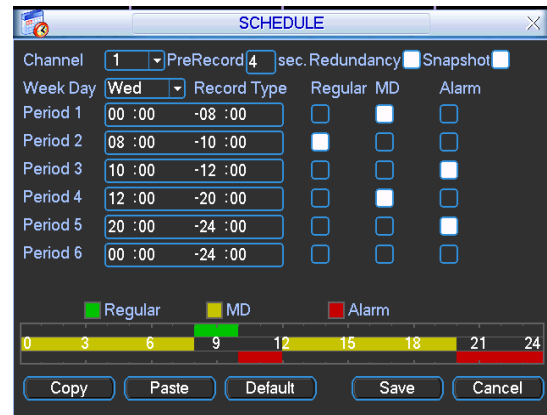 SCHEDULE
Channel 1 PreRecord 4 sec. Redundancy Snapshot
Week Day Wed Record Type Regular MD Alarm
Period 1 00 :00 -08 :00
Period 2 08 :00 -10 :00
Period 3 10 :00 -12 :00
Period 4 12 :00 -20 :00
Period 5 20 :00 -24 :00
Period 6 00 :00 -24 :00
Regular MD Alarm
0 3 6 9 12 15 18 21 24
Copy Paste Default Save Cancel